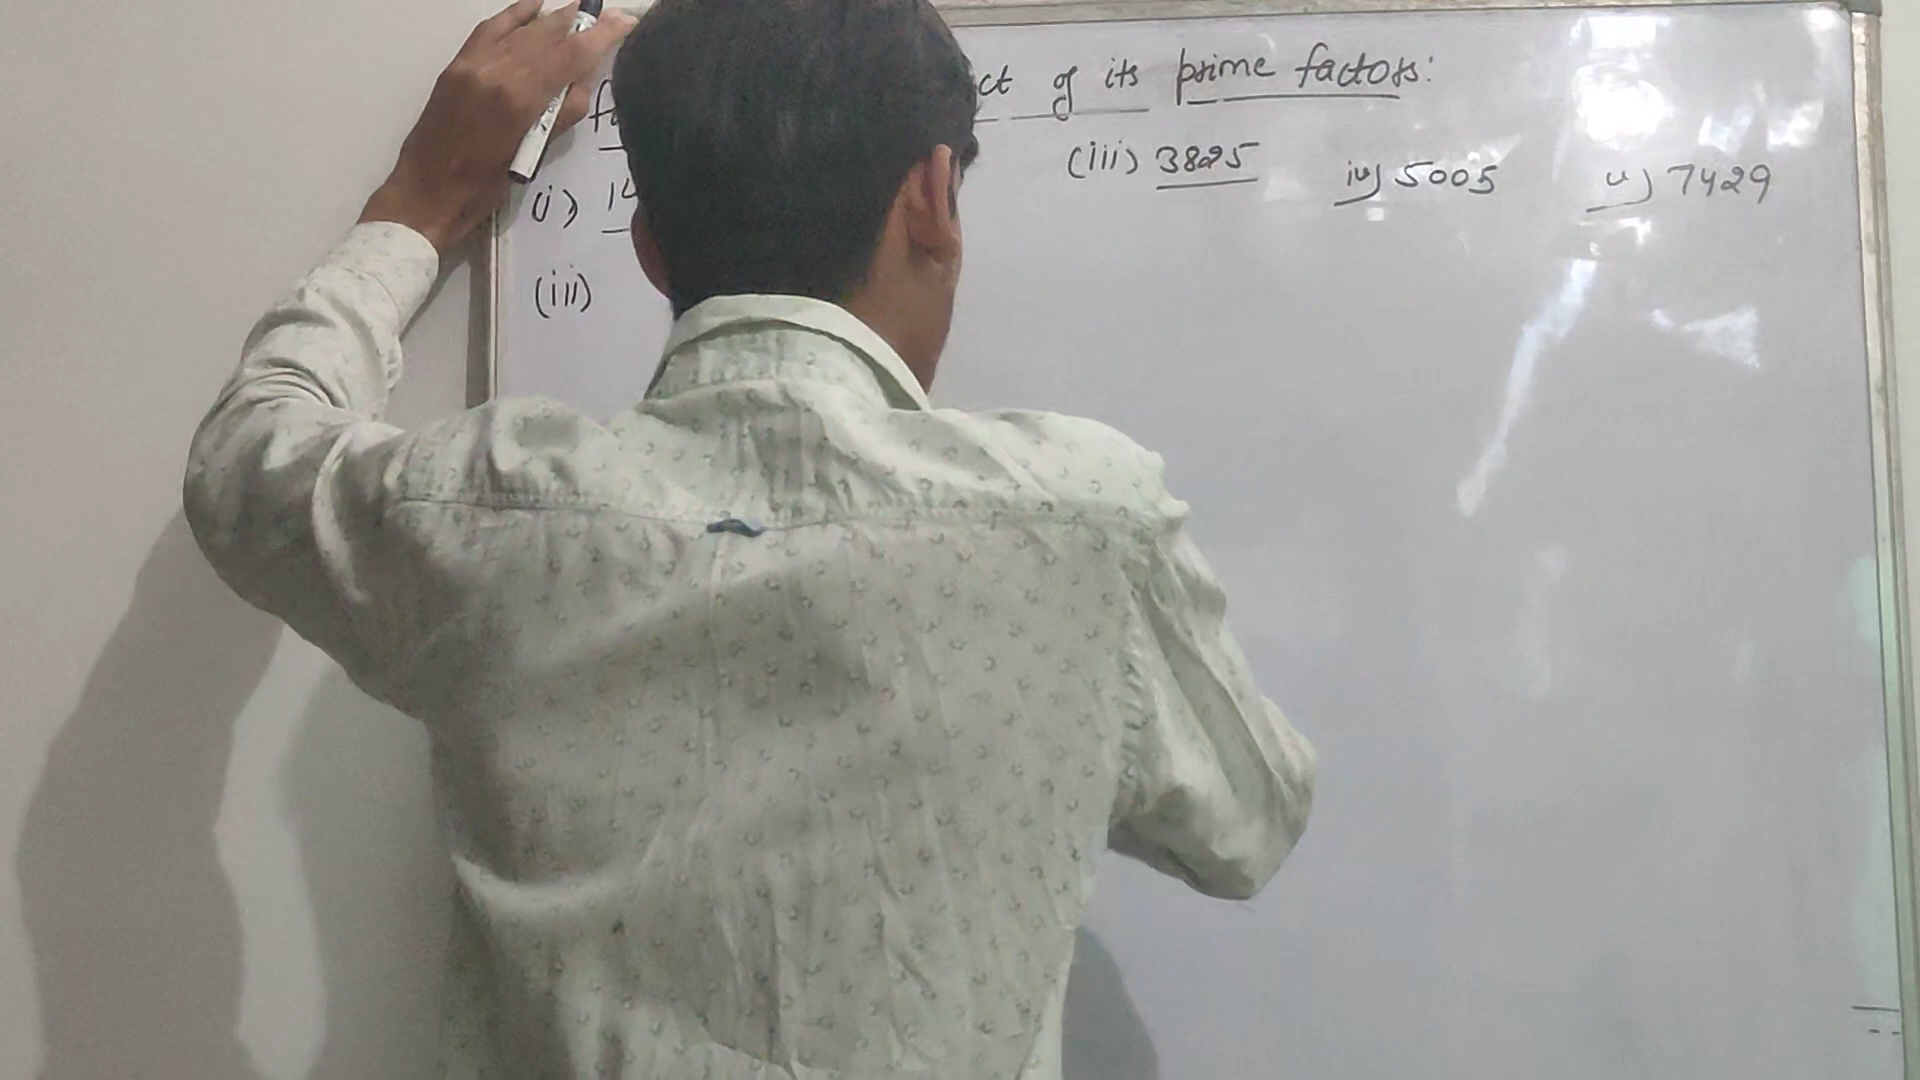 ct of its prime factors:
(i) 14 (iii) 3825 iv) 5005 v) 7429
(iii)